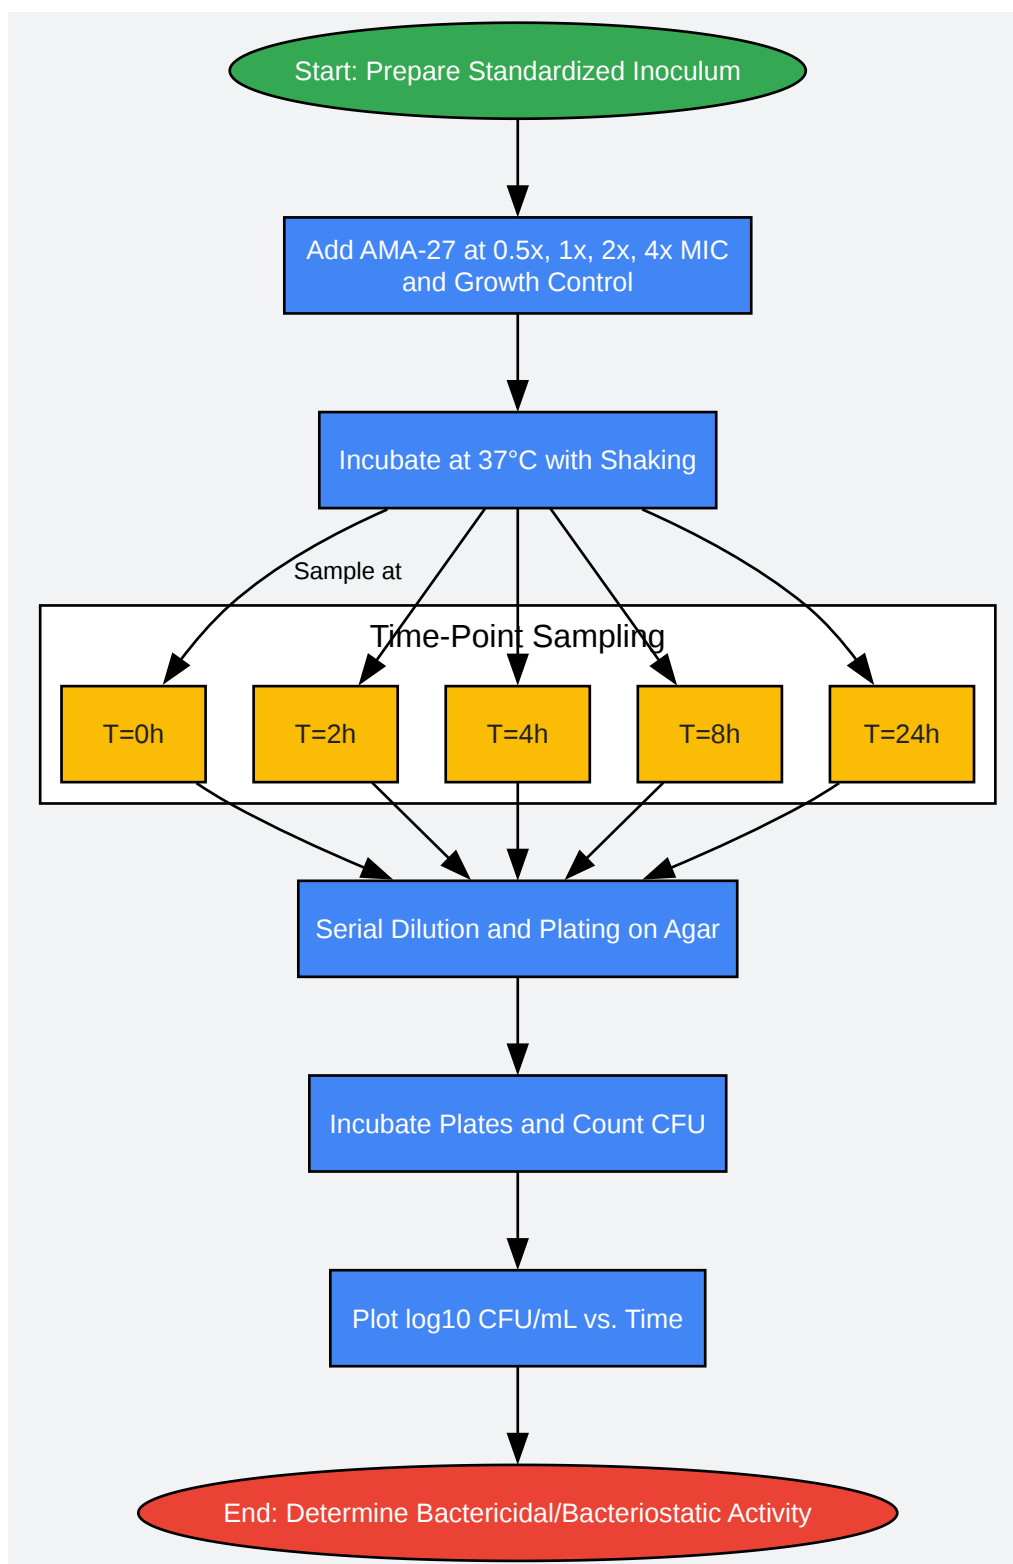 Start: Prepare Standardized Inoculum
Add AMA-27 at 0.5x, 1x, 2x, 4x MIC
and Growth Control
Incubate at 37°C with Shaking
Sample at
Time-Point Sampling
T=0h
T=2h
T=4h
T=8h
T=24h
Serial Dilution and Plating on Agar
Incubate Plates and Count CFU
Plot log10 CFU/mL vs. Time
End: Determine Bactericidal/Bacteriostatic Activity